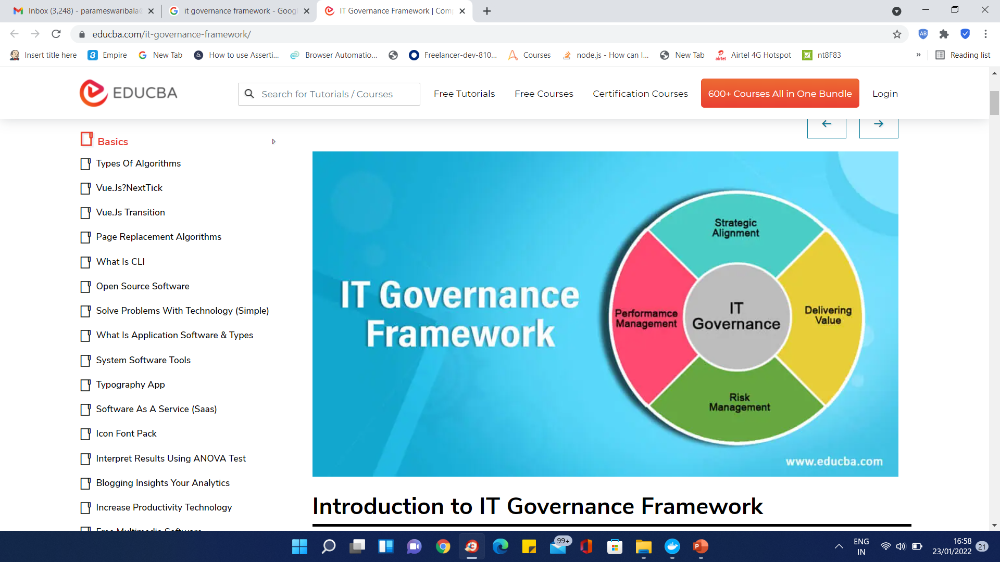 Inbox (3,248) - parameswaribala@
it governance framework - Goog
IT Governance Framework | Com
educba.com/it-governance-framework/
Insert title here
Empire
New Tab
How to use Asserti...
Browser Automatio...
Freelancer-dev-810...
Courses
node.js - How can I...
New Tab
Airtel 4G Hotspot
nt8F83
»
Reading list
EDUCBA
Search for Tutorials / Courses
Free Tutorials
Free Courses
Certification Courses
600+ Courses All in One Bundle
Login
Basics
Types Of Algorithms
Vue.Js?NextTick
Vue.Js Transition
Page Replacement Algorithms
What Is CLI
Open Source Software
Solve Problems With Technology (Simple)
What Is Application Software & Types
System Software Tools
Typography App
Software As A Service (Saas)
Icon Font Pack
Interpret Results Using ANOVA Test
Blogging Insights Your Analytics
Increase Productivity Technology
Free Multimedia Software
IT Governance
Framework
Strategic
Alignment
Performamce
Management
IT
Governance
Delivering
Value
Risk
Management
www.educba.com
Introduction to IT Governance Framework
99+
ENG
IN
16:58
23/01/2022
21